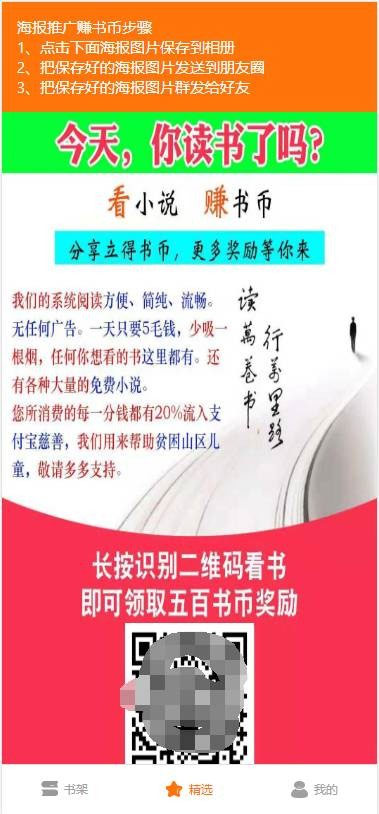 海报推广赚书币步骤
1、点击下面海报图片保存到相册
2、把保存好的海报图片发送到朋友圈
3、把保存好的海报图片群发给好友
今天，你读书了吗?
看小说 赚书币
分享立得书币，更多奖励等你来
我们的系统阅读方便、简纯、流畅。
无任何广告。一天只要5毛钱，少吸一
根烟，任何你想看的书这里都有。还
有各种大量的免费小说。
您所消费的每一分钱都有20%流入支
付宝慈善，我们用来帮助贫困山区儿
童，敬请多多支持。
读萬卷书
行万里路
长按识别二维码看书
即可领取五百书币奖励
书架 精选 我的